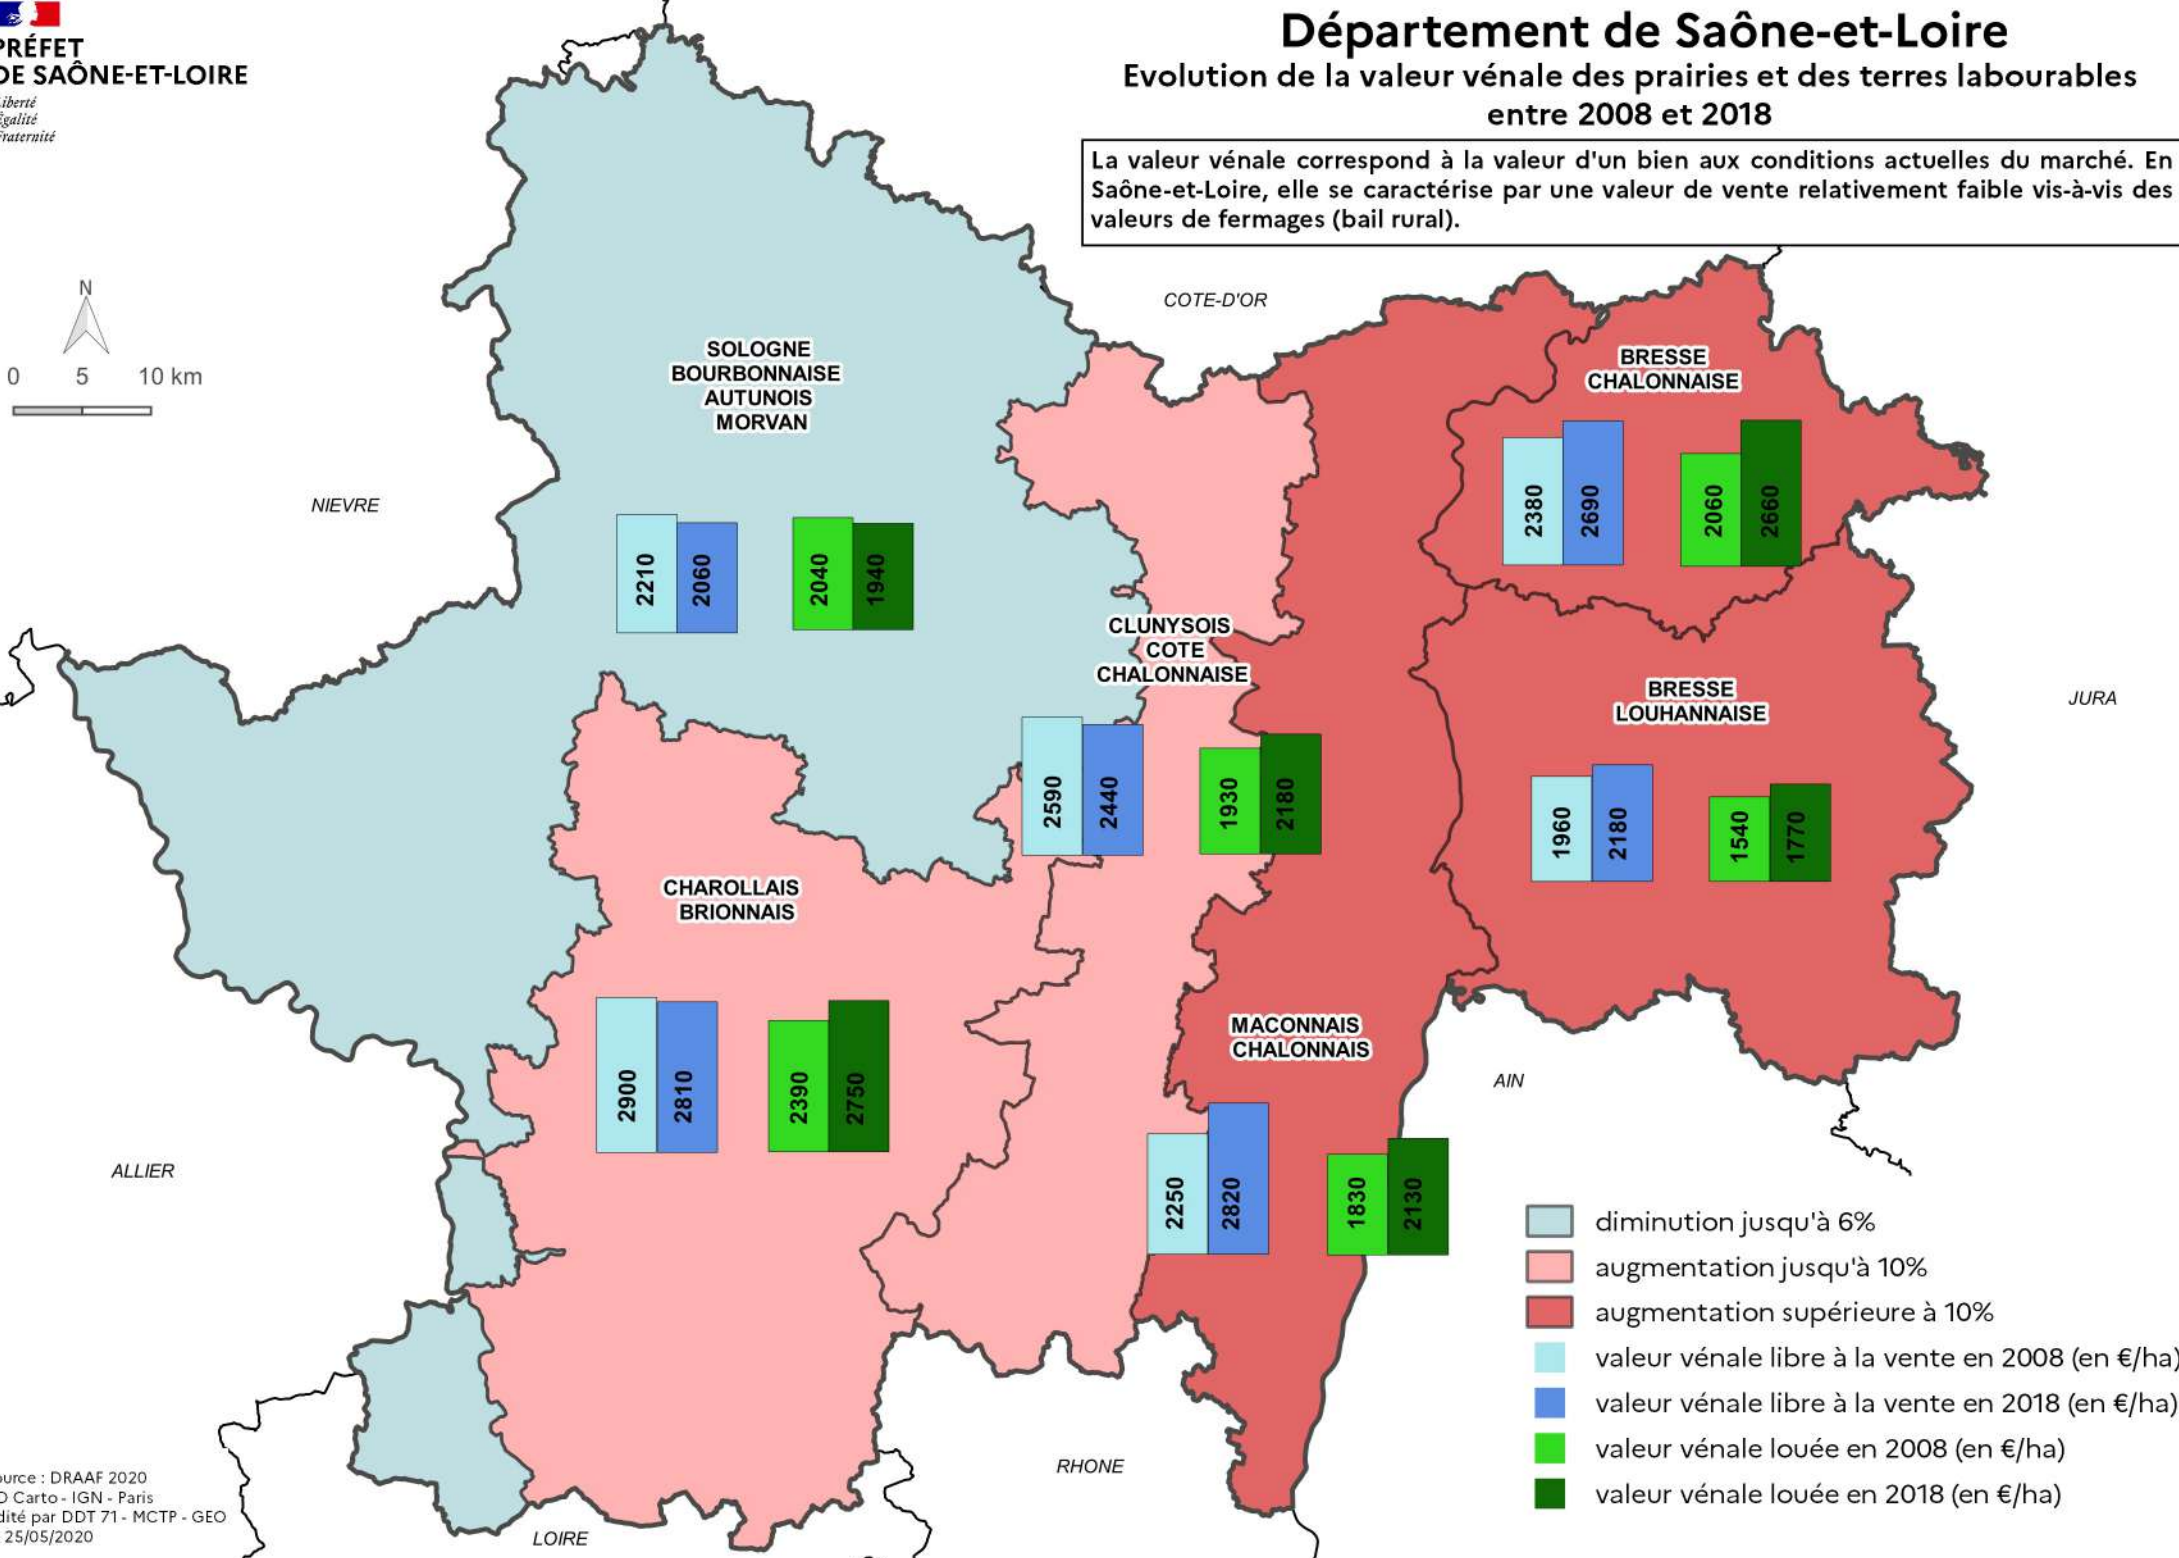 PRÉFET
DE SAÔNE-ET-LOIRE
Liberté
Égalité
Fraternité
Département de Saône-et-Loire
Evolution de la valeur vénale des prairies et des terres labourables
entre 2008 et 2018
La valeur vénale correspond à la valeur d'un bien aux conditions actuelles du marché. En
Saône-et-Loire, elle se caractérise par une valeur de vente relativement faible vis-à-vis des
valeurs de fermages (bail rural).
N
0 5 10 km
COTE-D'OR
NIEVRE
JURA
AIN
ALLIER
RHONE
LOIRE
SOLOGNE
BOURBONNAISE
AUTUNOIS
MORVAN
2210
2060
2040
1940
BRESSE
CHALONNAISE
2380
2690
2060
2660
CLUNYSOIS
COTE
CHALONNAISE
2590
2440
1930
2180
BRESSE
LOUHANNAISE
1960
2180
1540
1770
CHAROLLAIS
BRIONNAIS
2900
2810
2390
2750
MACONNAIS
CHALONNAIS
2250
2820
1830
2130
diminution jusqu'à 6%
augmentation jusqu'à 10%
augmentation supérieure à 10%
valeur vénale libre à la vente en 2008 (en €/ha)
valeur vénale libre à la vente en 2018 (en €/ha)
valeur vénale louée en 2008 (en €/ha)
valeur vénale louée en 2018 (en €/ha)
ource : DRAAF 2020
D Carto - IGN - Paris
dité par DDT 71 - MCTP - GEO
25/05/2020